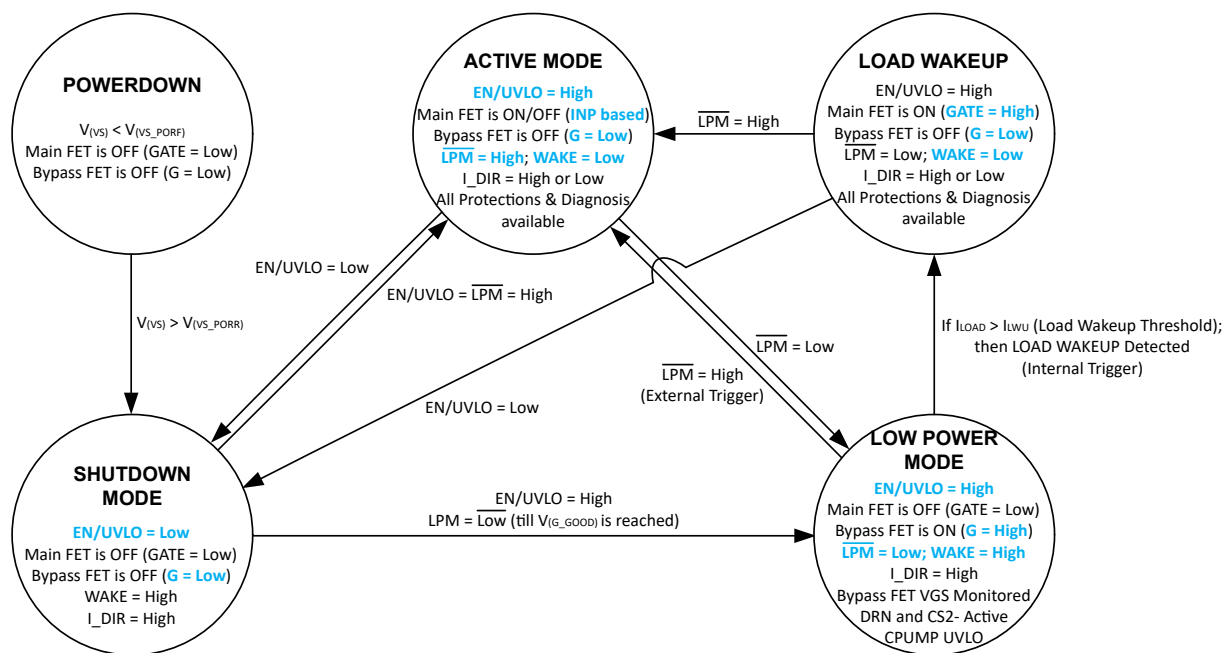 POWERDOWN
V(VS) < V(VS_PORF)
Main FET is OFF (GATE = Low)
Bypass FET is OFF (G = Low)
ACTIVE MODE
EN/UVLO = High
Main FET is ON/OFF (INP based)
Bypass FET is OFF (G = Low)
L̅P̅M̅ = High; WAKE = Low
I_DIR = High or Low
All Protections & Diagnosis
available
LOAD WAKEUP
EN/UVLO = High
Main FET is ON (GATE = High)
Bypass FET is OFF (G = Low)
L̅P̅M̅ = Low; WAKE = Low
I_DIR = High or Low
All Protections & Diagnosis
available
L̅P̅M̅ = High
EN/UVLO = Low
EN/UVLO = L̅P̅M̅ = High
V(VS) > V(VS_PORR)
If ILOAD > ILWU (Load Wakeup Threshold);
then LOAD WAKEUP Detected
(Internal Trigger)
L̅P̅M̅ = Low
L̅P̅M̅ = High
(External Trigger)
EN/UVLO = Low
SHUTDOWN
MODE
EN/UVLO = Low
Main FET is OFF (GATE = Low)
Bypass FET is OFF (G = Low)
WAKE = High
I_DIR = High
EN/UVLO = High
LPM = L̅o̅w̅ (till V(G_GOOD) is reached)
LOW POWER
MODE
EN/UVLO = High
Main FET is OFF (GATE = Low)
Bypass FET is ON (G = High)
L̅P̅M̅ = Low; WAKE = High
I_DIR = High
Bypass FET VGS Monitored
DRN and CS2- Active
CPUMP UVLO